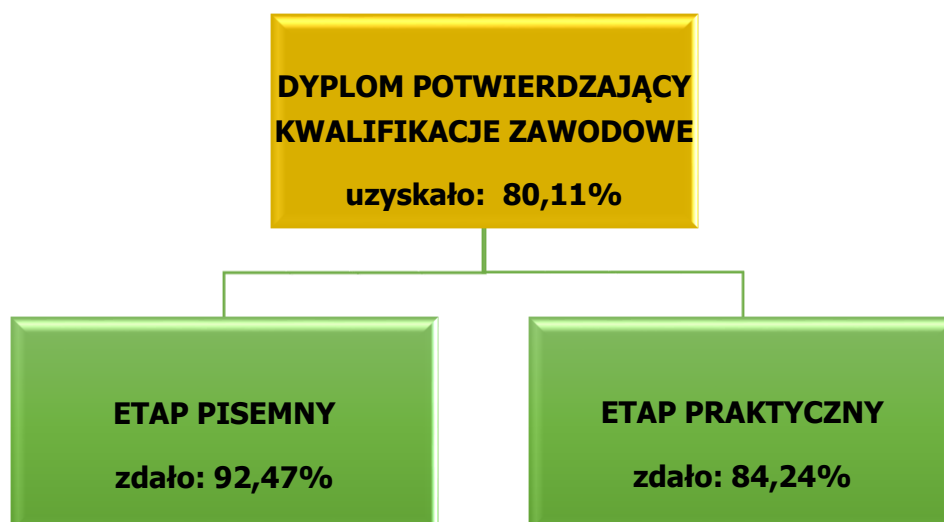 DYPLOM POTWIERDZAJĄCY
KWALIFIKACJE ZAWODOWE
uzyskało: 80,11%
ETAP PISEMNY
zdało: 92,47%
ETAP PRAKTYCZNY
zdało: 84,24%